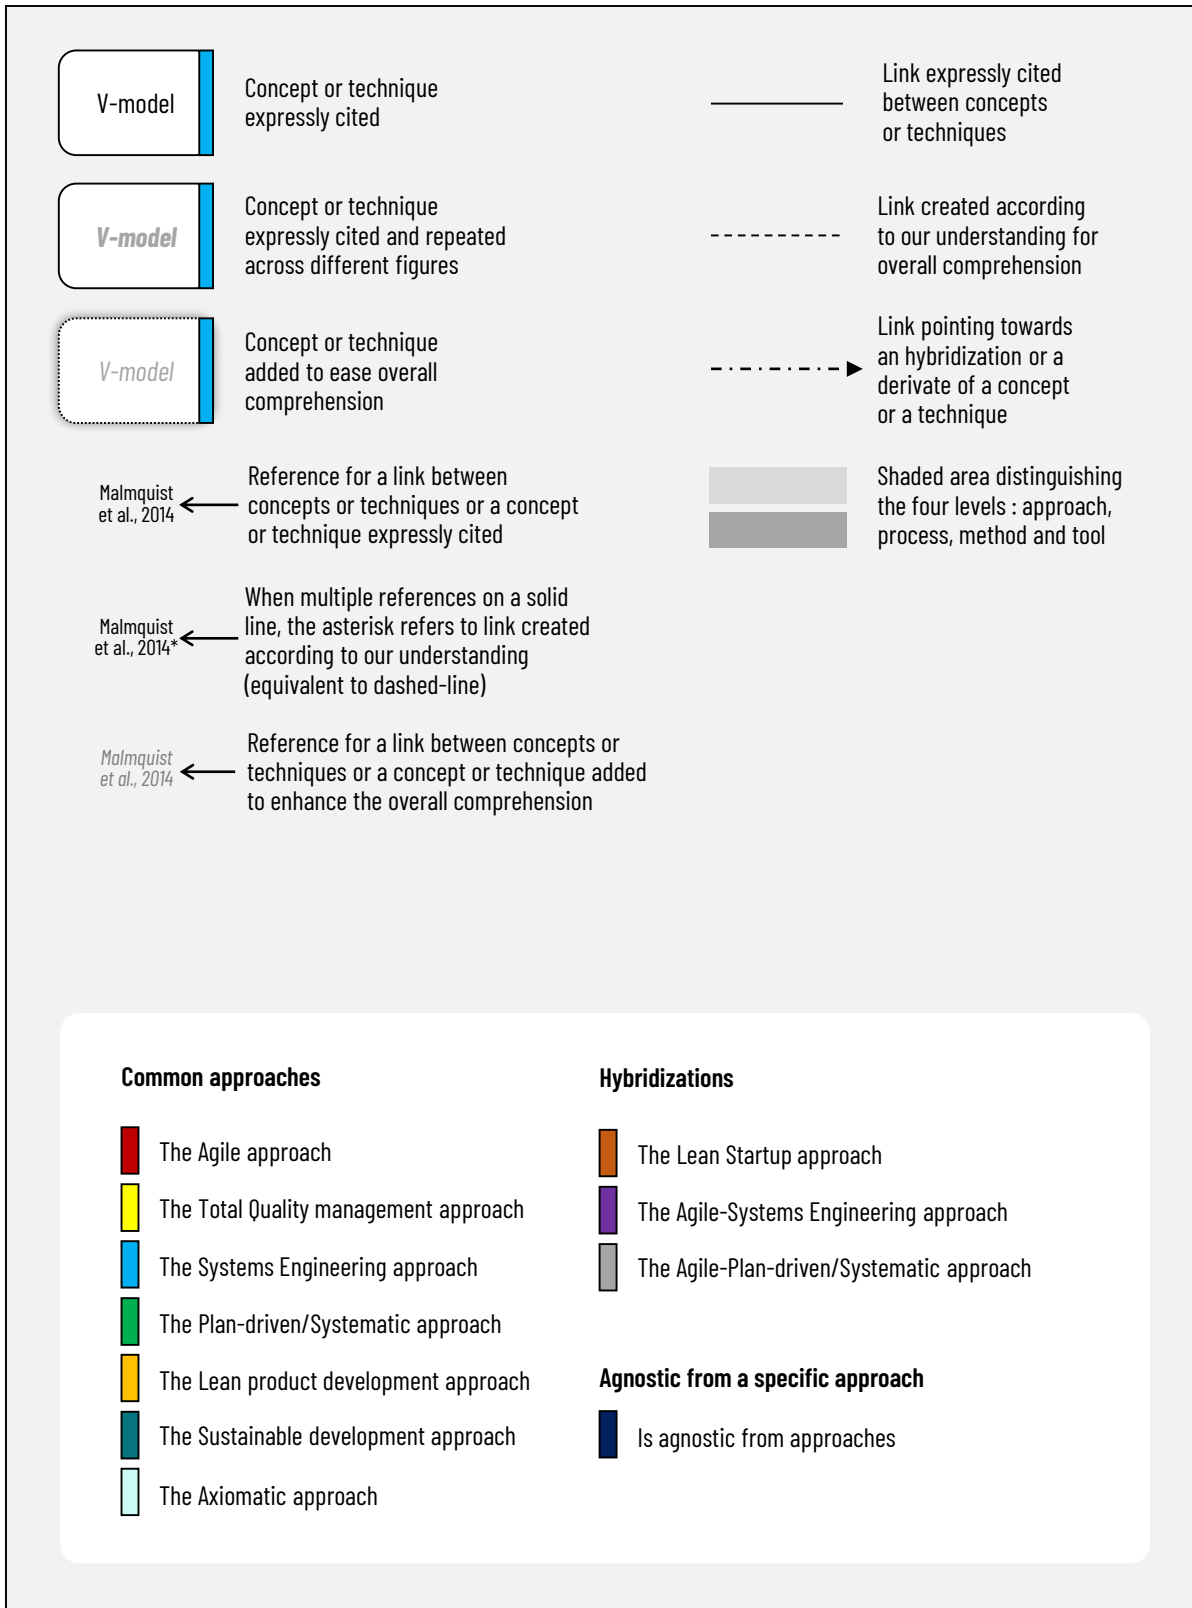 V-model
Concept or technique
expressly cited
V-model
Concept or technique
expressly cited and repeated
across different figures
V-model
Concept or technique
added to ease overall
comprehension
Malmquist
et al., 2014
Reference for a link between
concepts or techniques or a concept
or technique expressly cited
Malmquist
et al., 2014*
When multiple references on a solid
line, the asterisk refers to link created
according to our understanding
(equivalent to dashed-line)
Malmquist
et al., 2014
Reference for a link between concepts or
techniques or a concept or technique added
to enhance the overall comprehension
Link expressly cited
between concepts
or techniques
Link created according
to our understanding for
overall comprehension
Link pointing towards
an hybridization or a
derivate of a concept
or a technique
Shaded area distinguishing
the four levels : approach,
process, method and tool
Common approaches
The Agile approach
The Total Quality management approach
The Systems Engineering approach
The Plan-driven/Systematic approach
The Lean product development approach
The Sustainable development approach
The Axiomatic approach
Hybridizations
The Lean Startup approach
The Agile-Systems Engineering approach
The Agile-Plan-driven/Systematic approach
Agnostic from a specific approach
Is agnostic from approaches